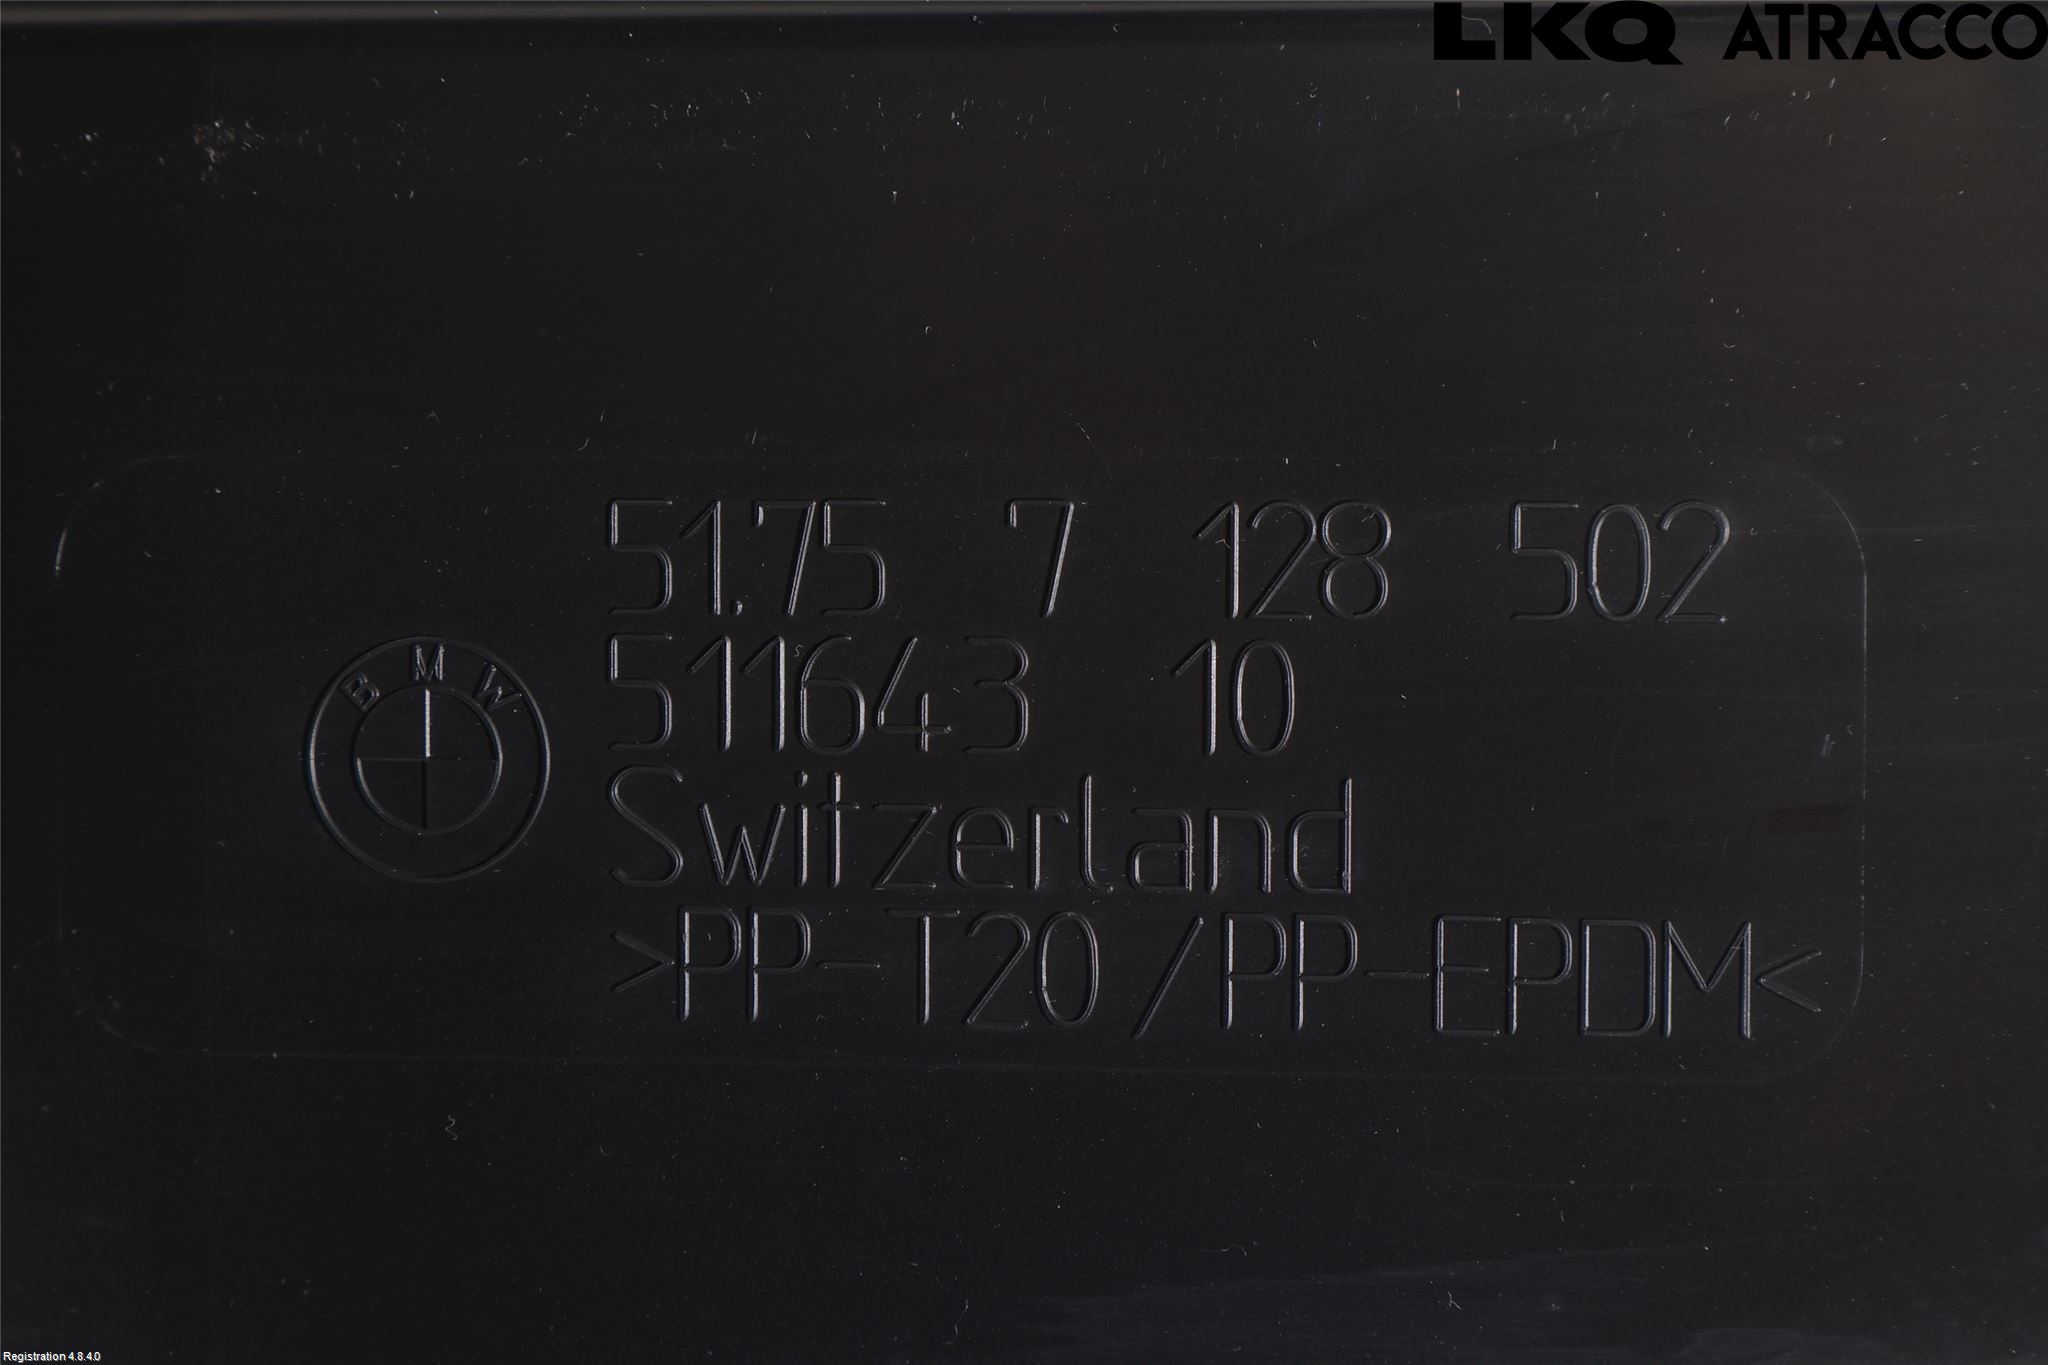 LKQ ATRACCO
51.75 7 128 502
511643 10
BMW
Switzerland
>PP-T20/PP-EPDM<
Registration 4.8.4.0